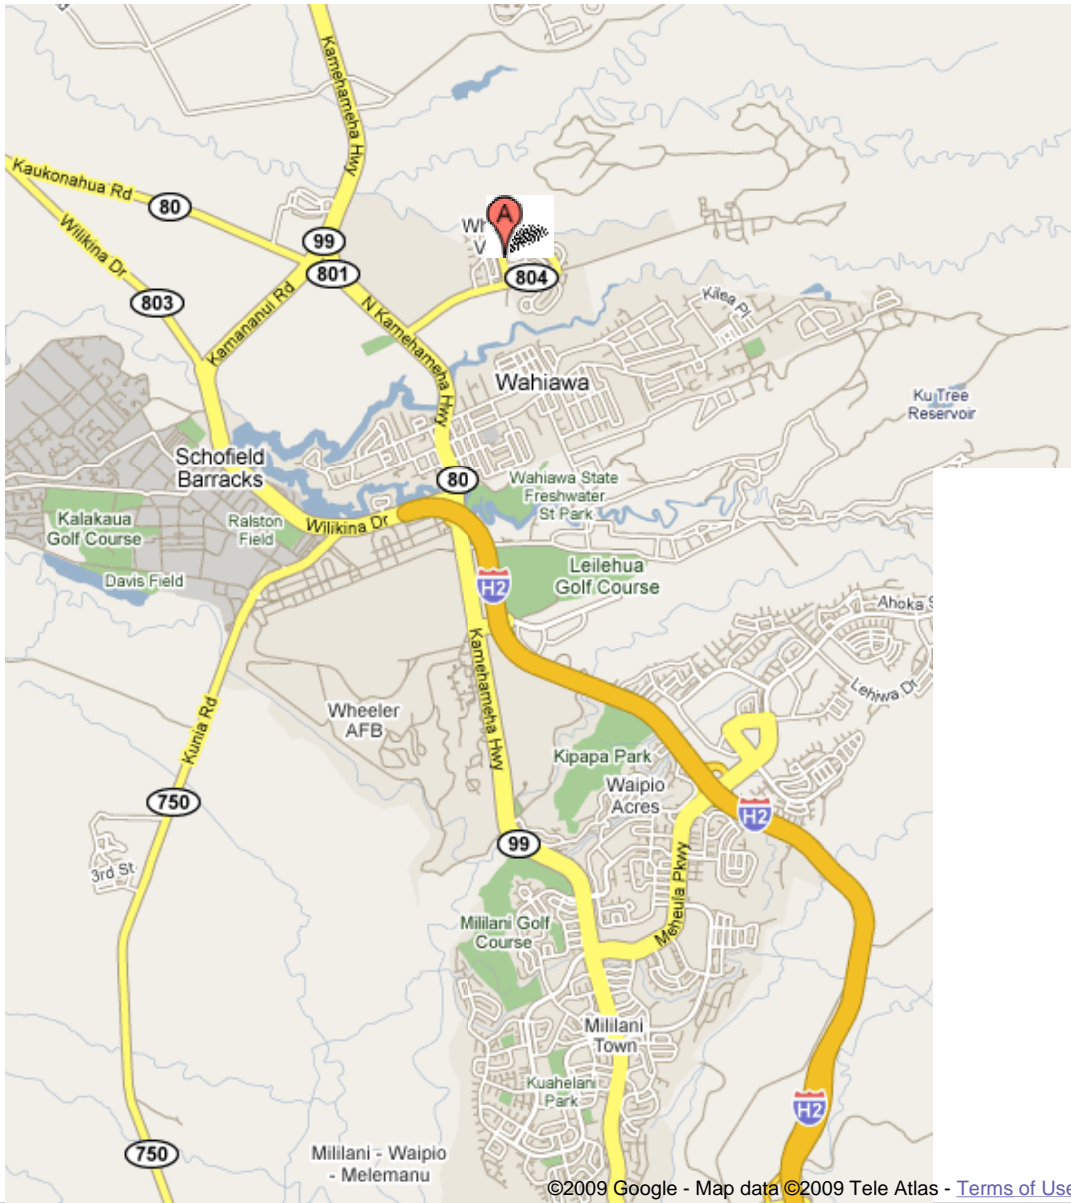 Kamehameha Hwy
Kaukonahua Rd
80
Wilikina Dr
99
A
Wh
V
801
804
803
Kamananui Rd
N Kamehameha Hwy
Kilea Pl
Wahiawa
Ku Tree
Reservoir
Schofield
Barracks
80
Wahiawa State
Freshwater
St Park
Kalakaua
Golf Course
Ralston
Field
Wilikina Dr
Davis Field
H2
Leilehua
Golf Course
Ahoka S
Kamehameha Hwy
Lehiwa Dr
Kunia Rd
Wheeler
AFB
Kipapa Park
Waipio
Acres
750
H2
99
3rd St
Meheula Pkwy
Mililani Golf
Course
Mililani
Town
Kuahelani
Park
H2
750
Mililani - Waipio
- Melemanu
©2009 Google - Map data ©2009 Tele Atlas - Terms of Use